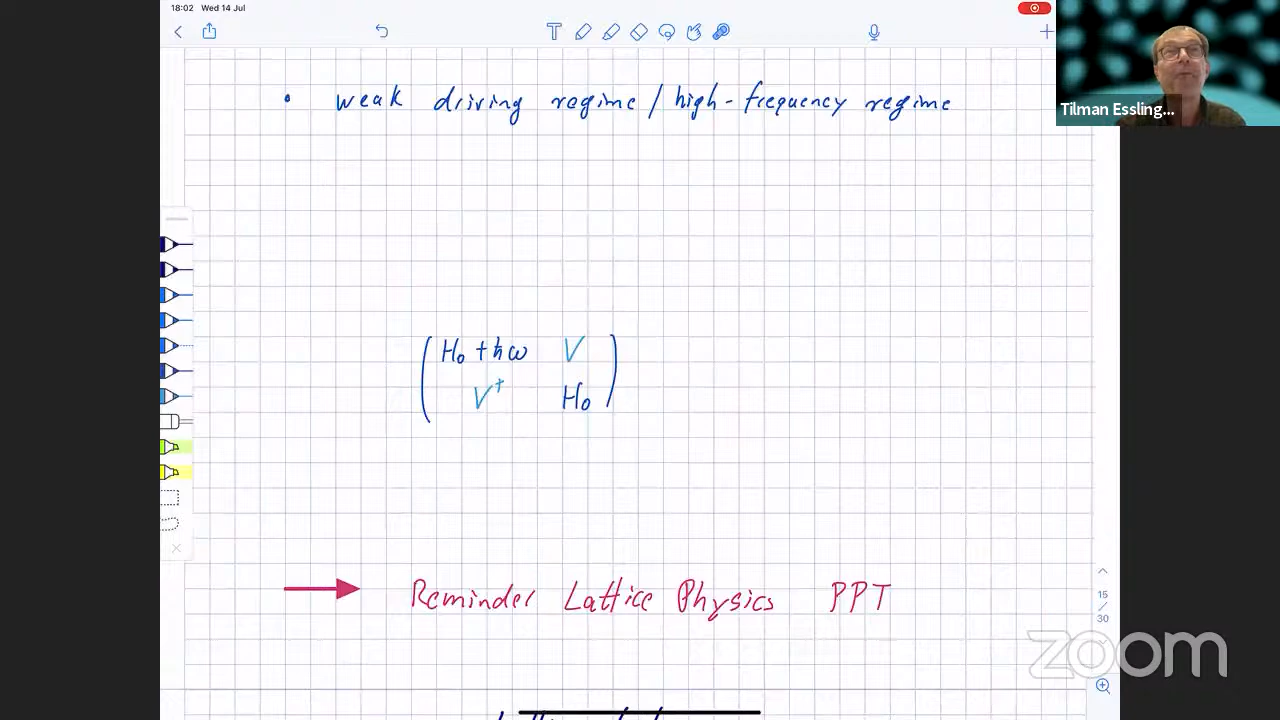 18:02 Wed 14 Jul
Tilman Essling...
• weak driving regime / high-frequency regime
H₀ + ħω V
V† H₀
→ Reminder Lattice Physics PPT
15
/
30
zoom